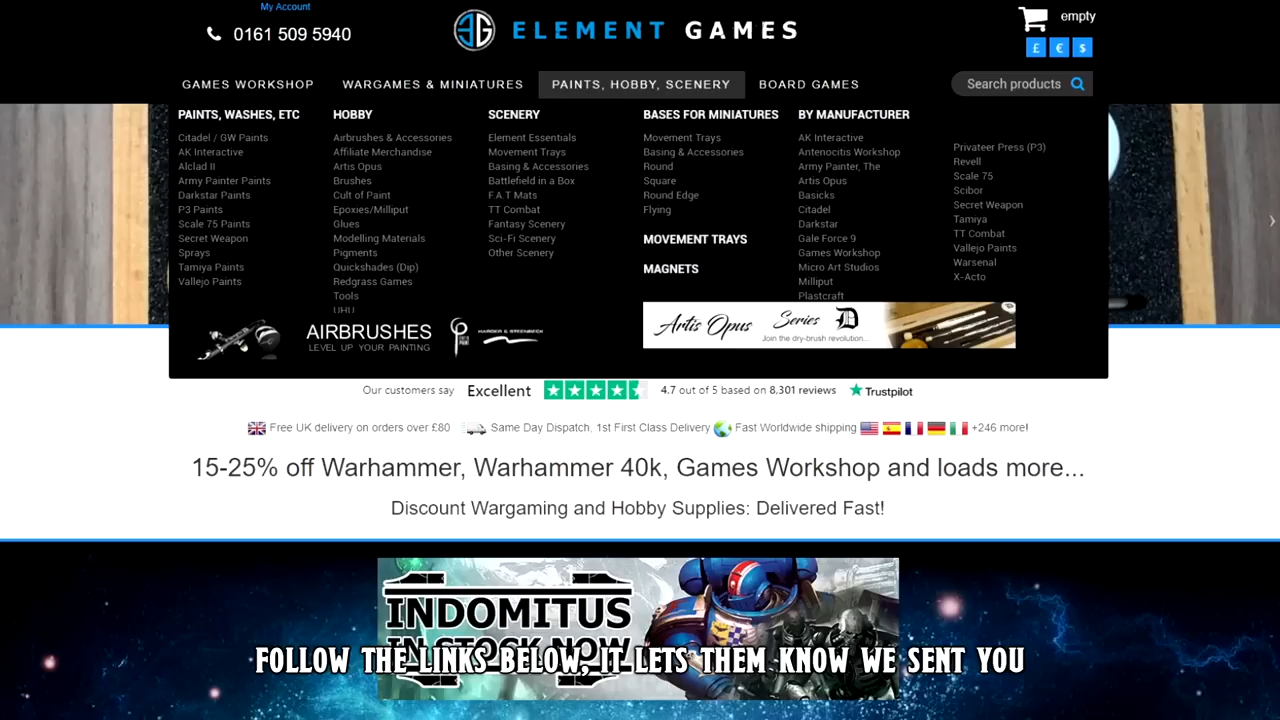 My Account
0161 509 5940
ELEMENT GAMES
empty
£ € $
GAMES WORKSHOP WARGAMES & MINIATURES PAINTS, HOBBY, SCENERY BOARD GAMES
Search products
PAINTS, WASHES, ETC
Citadel / GW Paints
AK Interactive
Alclad II
Army Painter Paints
Darkstar Paints
P3 Paints
Scale 75 Paints
Secret Weapon
Sprays
Tamiya Paints
Vallejo Paints
HOBBY
Airbrushes & Accessories
Affiliate Merchandise
Artis Opus
Brushes
Cult of Paint
Epoxies/Milliput
Glues
Modelling Materials
Pigments
Quickshades (Dip)
Redgrass Games
Tools
UHU
SCENERY
Element Essentials
Movement Trays
Basing & Accessories
Battlefield in a Box
F.A.T Mats
TT Combat
Fantasy Scenery
Sci-Fi Scenery
Other Scenery
BASES FOR MINIATURES
Movement Trays
Basing & Accessories
Round
Square
Round Edge
Flying
MOVEMENT TRAYS
MAGNETS
BY MANUFACTURER
AK Interactive
Antenocitis Workshop
Army Painter, The
Artis Opus
Basicks
Citadel
Darkstar
Gale Force 9
Games Workshop
Micro Art Studios
Milliput
Plastcraft
Privateer Press (P3)
Revell
Scale 75
Scibor
Secret Weapon
Tamiya
TT Combat
Vallejo Paints
Warsenal
X-Acto
AIRBRUSHES
LEVEL UP YOUR PAINTING
HARDER & STEENBECK
Artis Opus Series D
Join the dry-brush revolution...
Our customers say Excellent 4.7 out of 5 based on 8,301 reviews Trustpilot
Free UK delivery on orders over £80 Same Day Dispatch, 1st First Class Delivery Fast Worldwide shipping +246 more!
15-25% off Warhammer, Warhammer 40k, Games Workshop and loads more...
Discount Wargaming and Hobby Supplies: Delivered Fast!
INDOMITUS
IN STOCK NOW
FOLLOW THE LINKS BELOW, IT LETS THEM KNOW WE SENT YOU